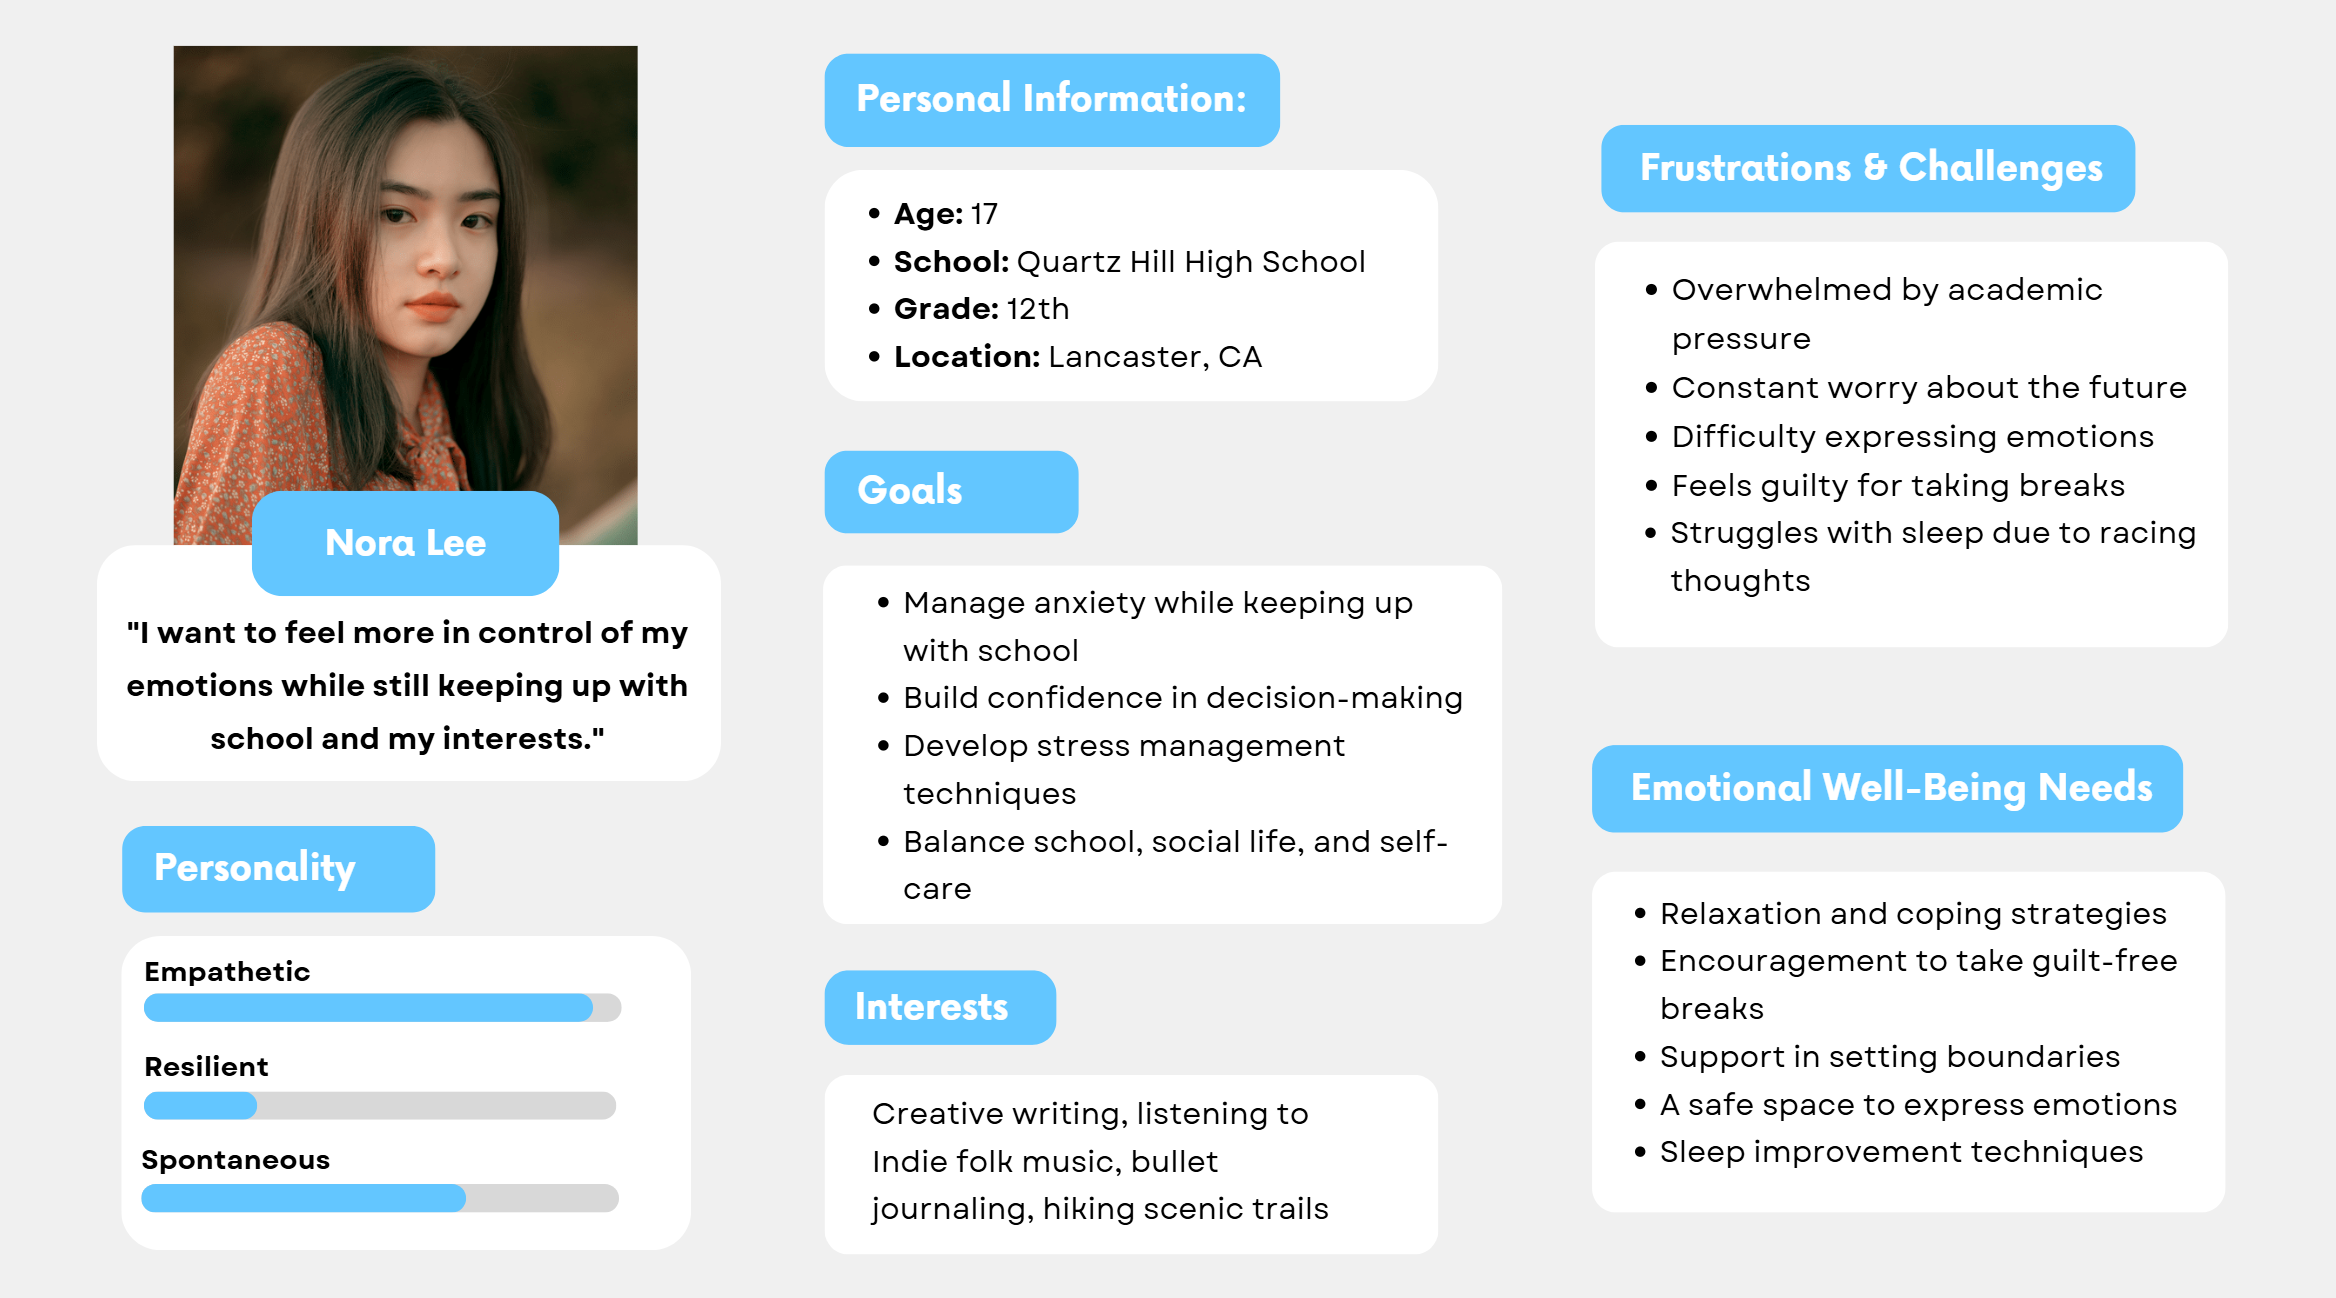 Nora Lee
"I want to feel more in control of my
emotions while still keeping up with
school and my interests."
Personality
Empathetic
Resilient
Spontaneous
Personal Information:
• Age: 17
• School: Quartz Hill High School
• Grade: 12th
• Location: Lancaster, CA
Goals
• Manage anxiety while keeping up
with school
• Build confidence in decision-making
• Develop stress management
techniques
• Balance school, social life, and self-
care
Interests
Creative writing, listening to
Indie folk music, bullet
journaling, hiking scenic trails
Frustrations & Challenges
• Overwhelmed by academic
pressure
• Constant worry about the future
• Difficulty expressing emotions
• Feels guilty for taking breaks
• Struggles with sleep due to racing
thoughts
Emotional Well-Being Needs
• Relaxation and coping strategies
• Encouragement to take guilt-free
breaks
• Support in setting boundaries
• A safe space to express emotions
• Sleep improvement techniques